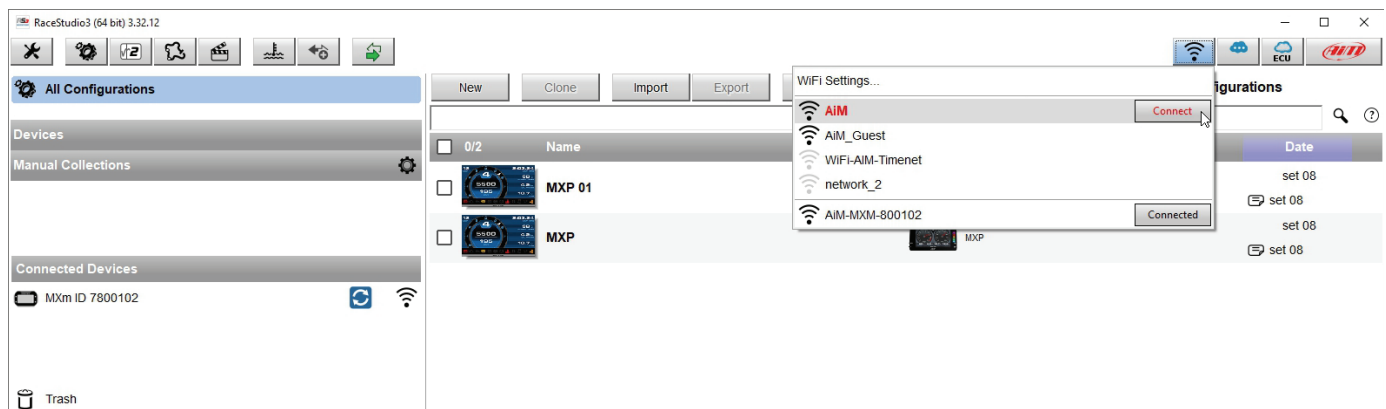 RaceStudio3 (64 bit) 3.32.12
ECU
AiM
All Configurations
New Clone Import Export
WiFi Settings...
igurations
AiM Connect
Devices
AiM_Guest
0/2 Name Date
Manual Collections
WiFi-AiM-Timenet
MXP 01
set 08
network_2
set 08
AiM-MXM-800102 Connected
MXP
MXP
set 08
set 08
Connected Devices
MXm ID 7800102
Trash